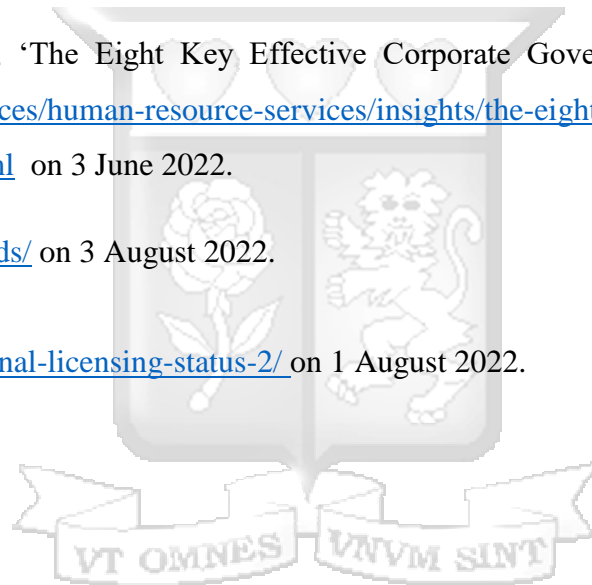 ‘The Eight Key Effective Corporate Gove
ces/human-resource-services/insights/the-eight
nl on 3 June 2022.
ds/ on 3 August 2022.
nal-licensing-status-2/ on 1 August 2022.
VT OMNES VNVM SINT